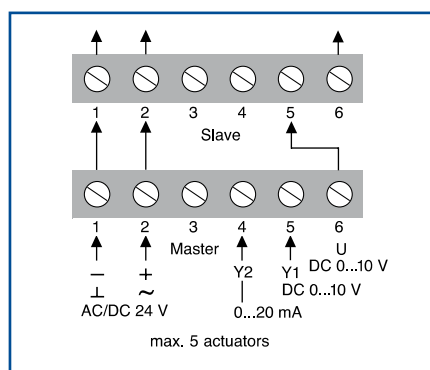 1 2 3 4 5 6
Slave
1 2 3 4 5 6
Master
− + Y2 Y1 U
⊥ ~ DC 0...10 V
AC/DC 24 V DC 0...10 V
0...20 mA
max. 5 actuators